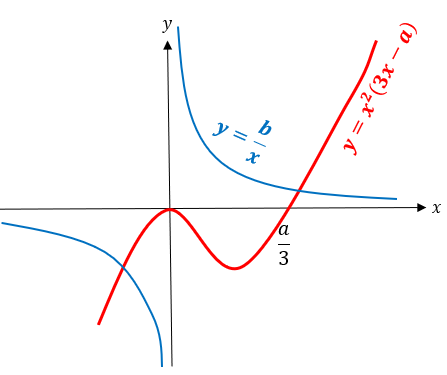 y
y = x²(3x − a)
y = b/x
x
a/3